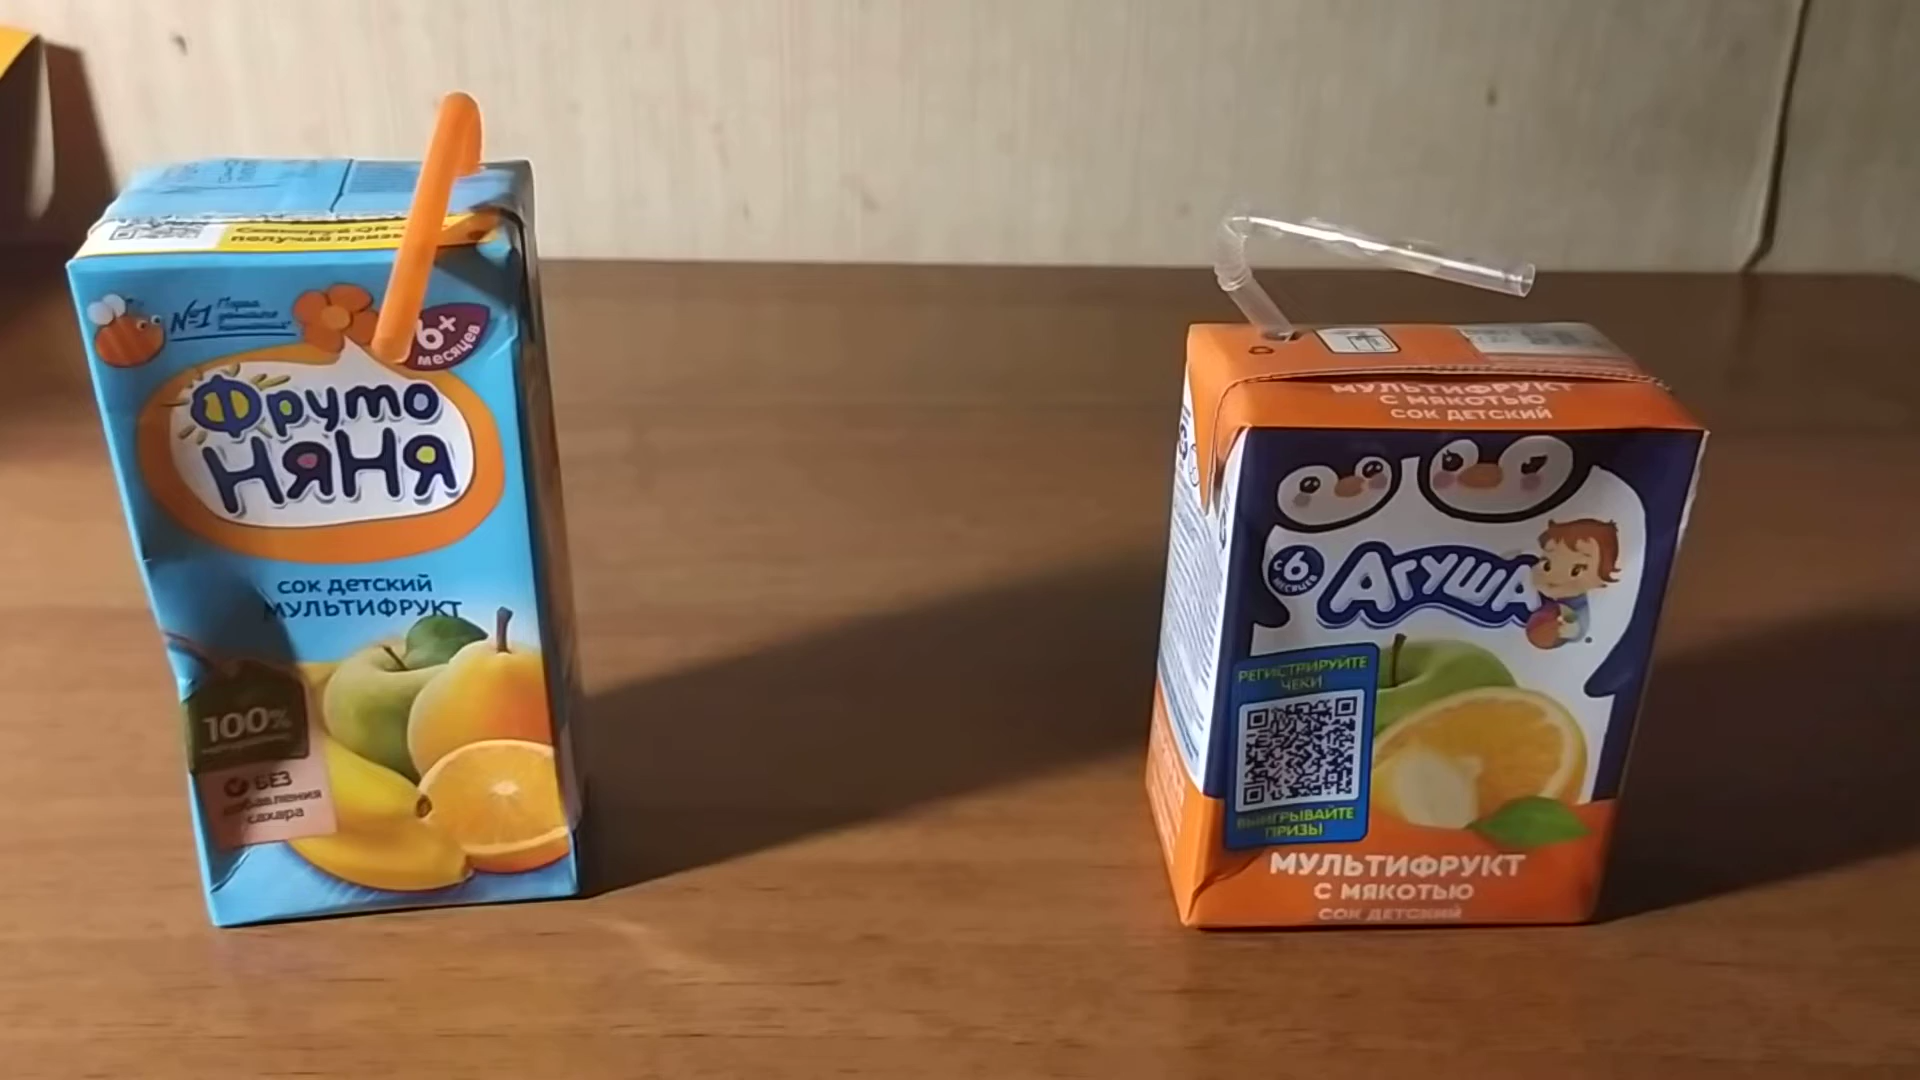 получай призы
№1
6+
месяцев
Фруто
НЯНЯ
сок детский
МУЛЬТИФРУКТ
100%
БЕЗ
добавления
сахара
МУЛЬТИФРУКТ
С МЯКОТЬЮ
СОК ДЕТСКИЙ
с 6
месяцев
АГУША
РЕГИСТРИРУЙТЕ
ЧЕКИ
ВЫИГРЫВАЙТЕ
ПРИЗЫ
МУЛЬТИФРУКТ
С МЯКОТЬЮ
СОК ДЕТСКИЙ